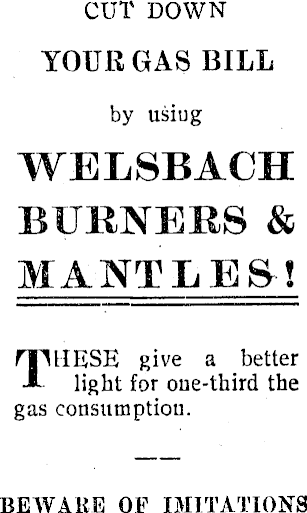 CUT DOWN
YOUR GAS BILL
by using
WELSBACH
BURNERS &
MANTLES!
THESE give a better
light for one-third the
gas consumption.
BEWARE OF IMITATIONS